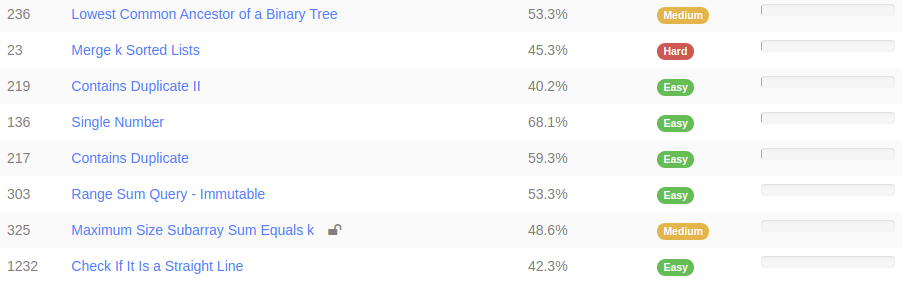 236 Lowest Common Ancestor of a Binary Tree 53.3% Medium
23 Merge k Sorted Lists 45.3% Hard
219 Contains Duplicate II 40.2% Easy
136 Single Number 68.1% Easy
217 Contains Duplicate 59.3% Easy
303 Range Sum Query - Immutable 53.3% Easy
325 Maximum Size Subarray Sum Equals k 48.6% Medium
1232 Check If It Is a Straight Line 42.3% Easy